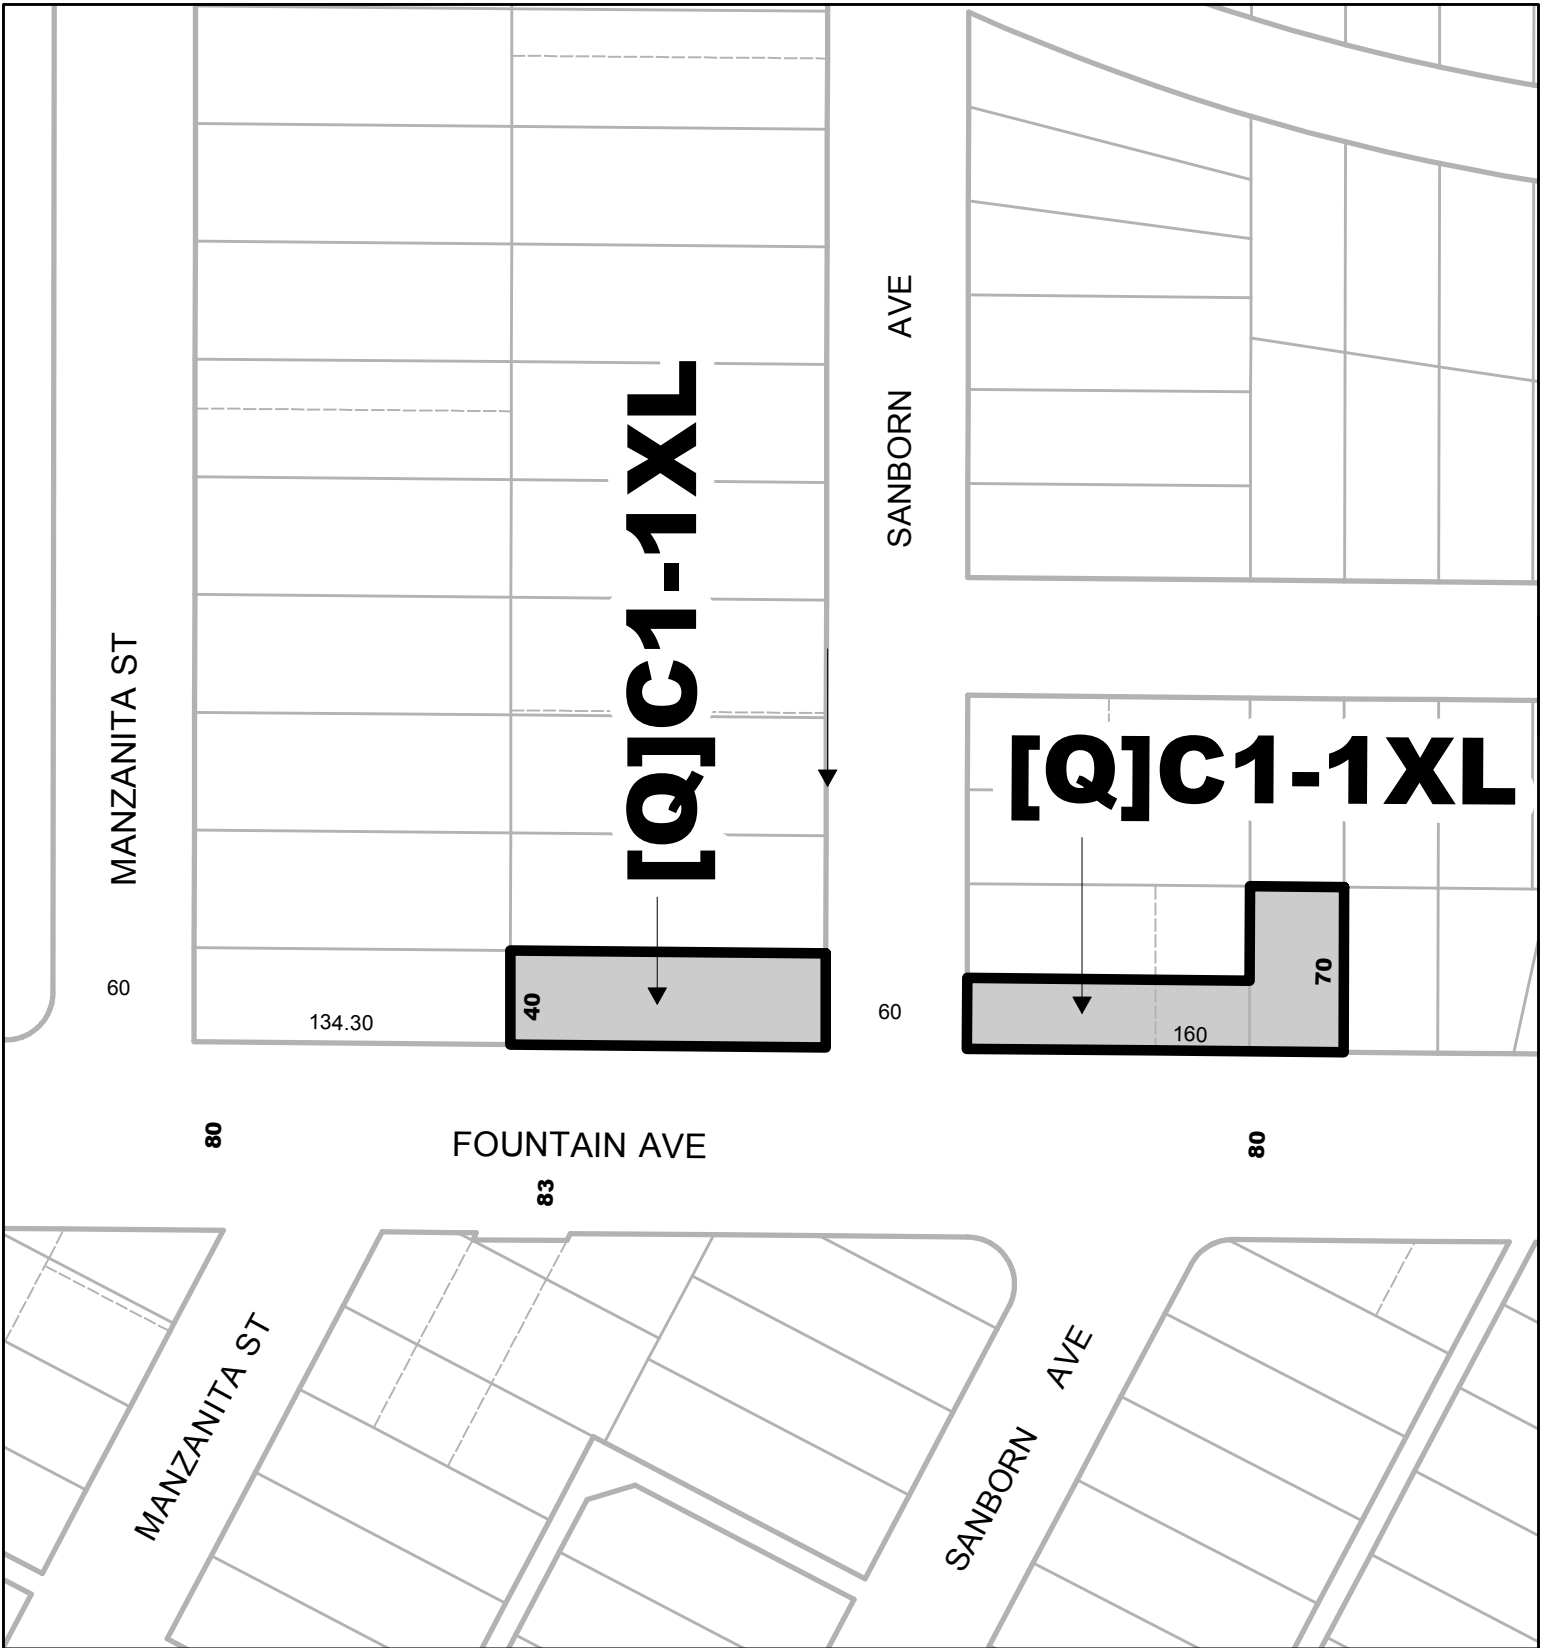 SANBORN AVE
[Q]C1-1XL
MANZANITA ST
[Q]C1-1XL
60
134.30
40
60
160
70
80
FOUNTAIN AVE
80
83
MANZANITA ST
SANBORN AVE